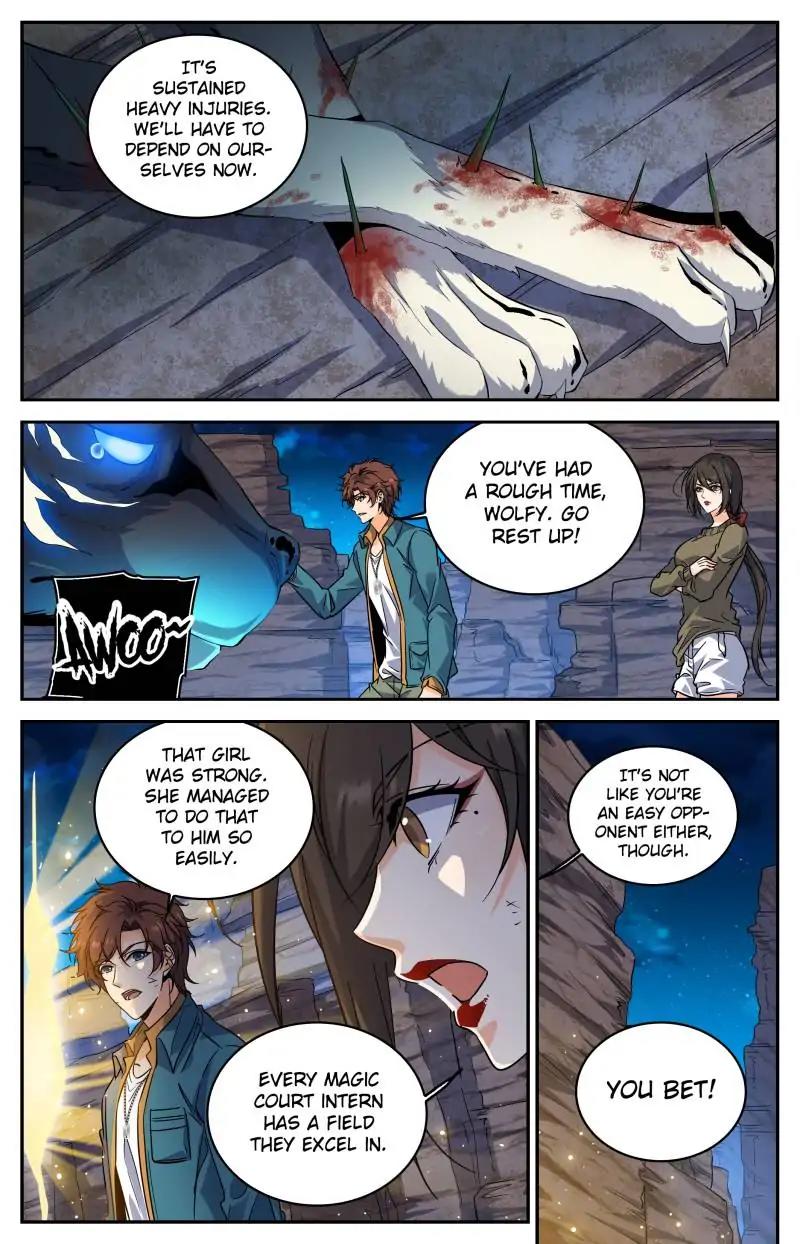 IT'S
SUSTAINED
HEAVY INJURIES.
WE'LL HAVE TO
DEPEND ON OUR-
SELVES NOW.
YOU'VE HAD
A ROUGH TIME,
WOLFY. GO
REST UP!
AWOO~
THAT GIRL
WAS STRONG.
SHE MANAGED
TO DO THAT
TO HIM SO
EASILY.
EVERY MAGIC
COURT INTERN
HAS A FIELD
THEY EXCEL IN.
IT'S NOT
LIKE YOU'RE
AN EASY OPP-
ONENT EITHER,
THOUGH.
YOU BET!